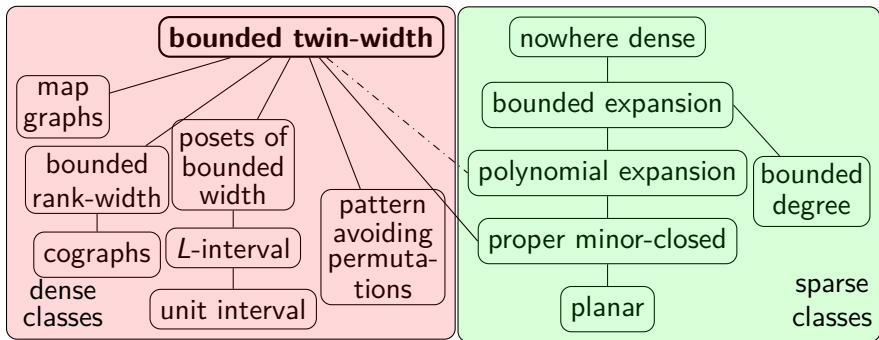 bounded twin-width
map
graphs
bounded
rank-width
cographs
dense
classes
posets of
bounded
width
L-interval
unit interval
pattern
avoiding
permuta-
tions
nowhere dense
bounded expansion
polynomial expansion
bounded
degree
proper minor-closed
planar
sparse
classes